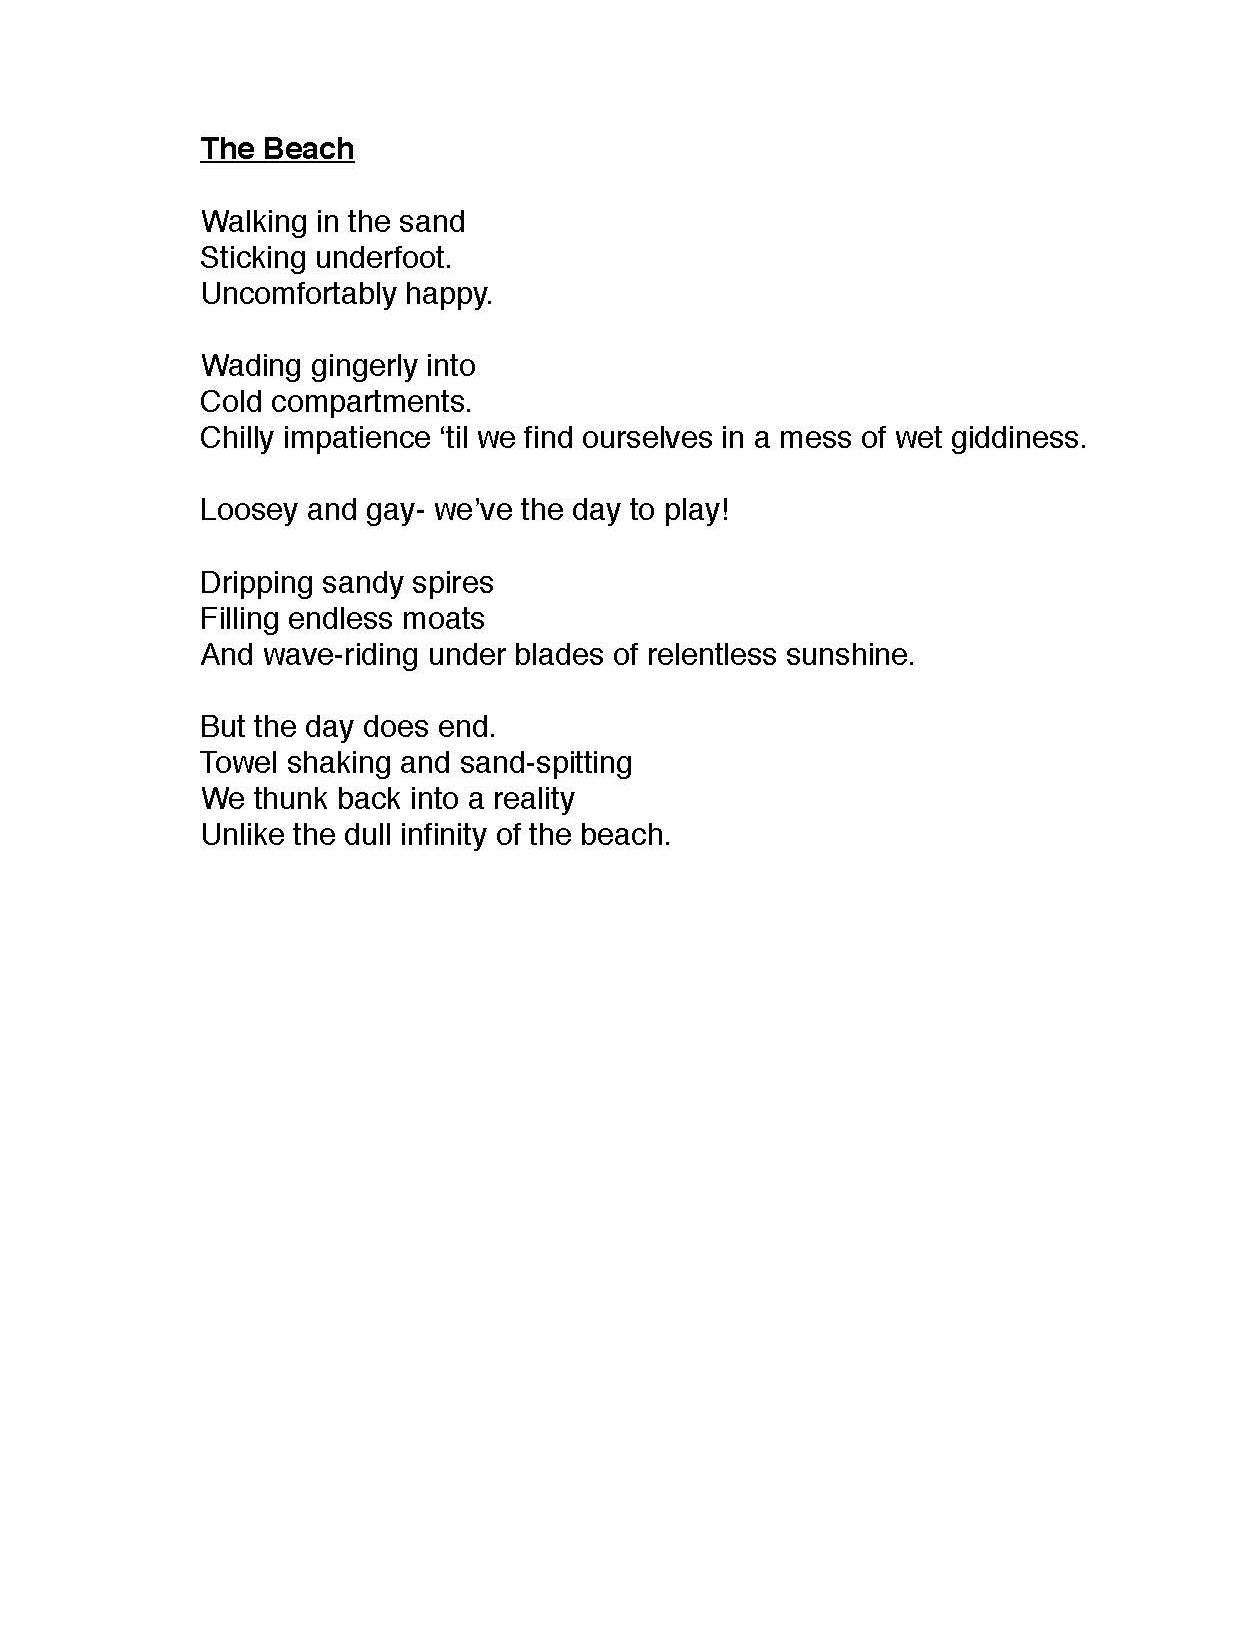 The Beach
Walking in the sand
Sticking underfoot.
Uncomfortably happy.
Wading gingerly into
Cold compartments.
Chilly impatience ‘til we find ourselves in a mess of wet giddiness.
Loosey and gay- we’ve the day to play!
Dripping sandy spires
Filling endless moats
And wave-riding under blades of relentless sunshine.
But the day does end.
Towel shaking and sand-spitting
We thunk back into a reality
Unlike the dull infinity of the beach.